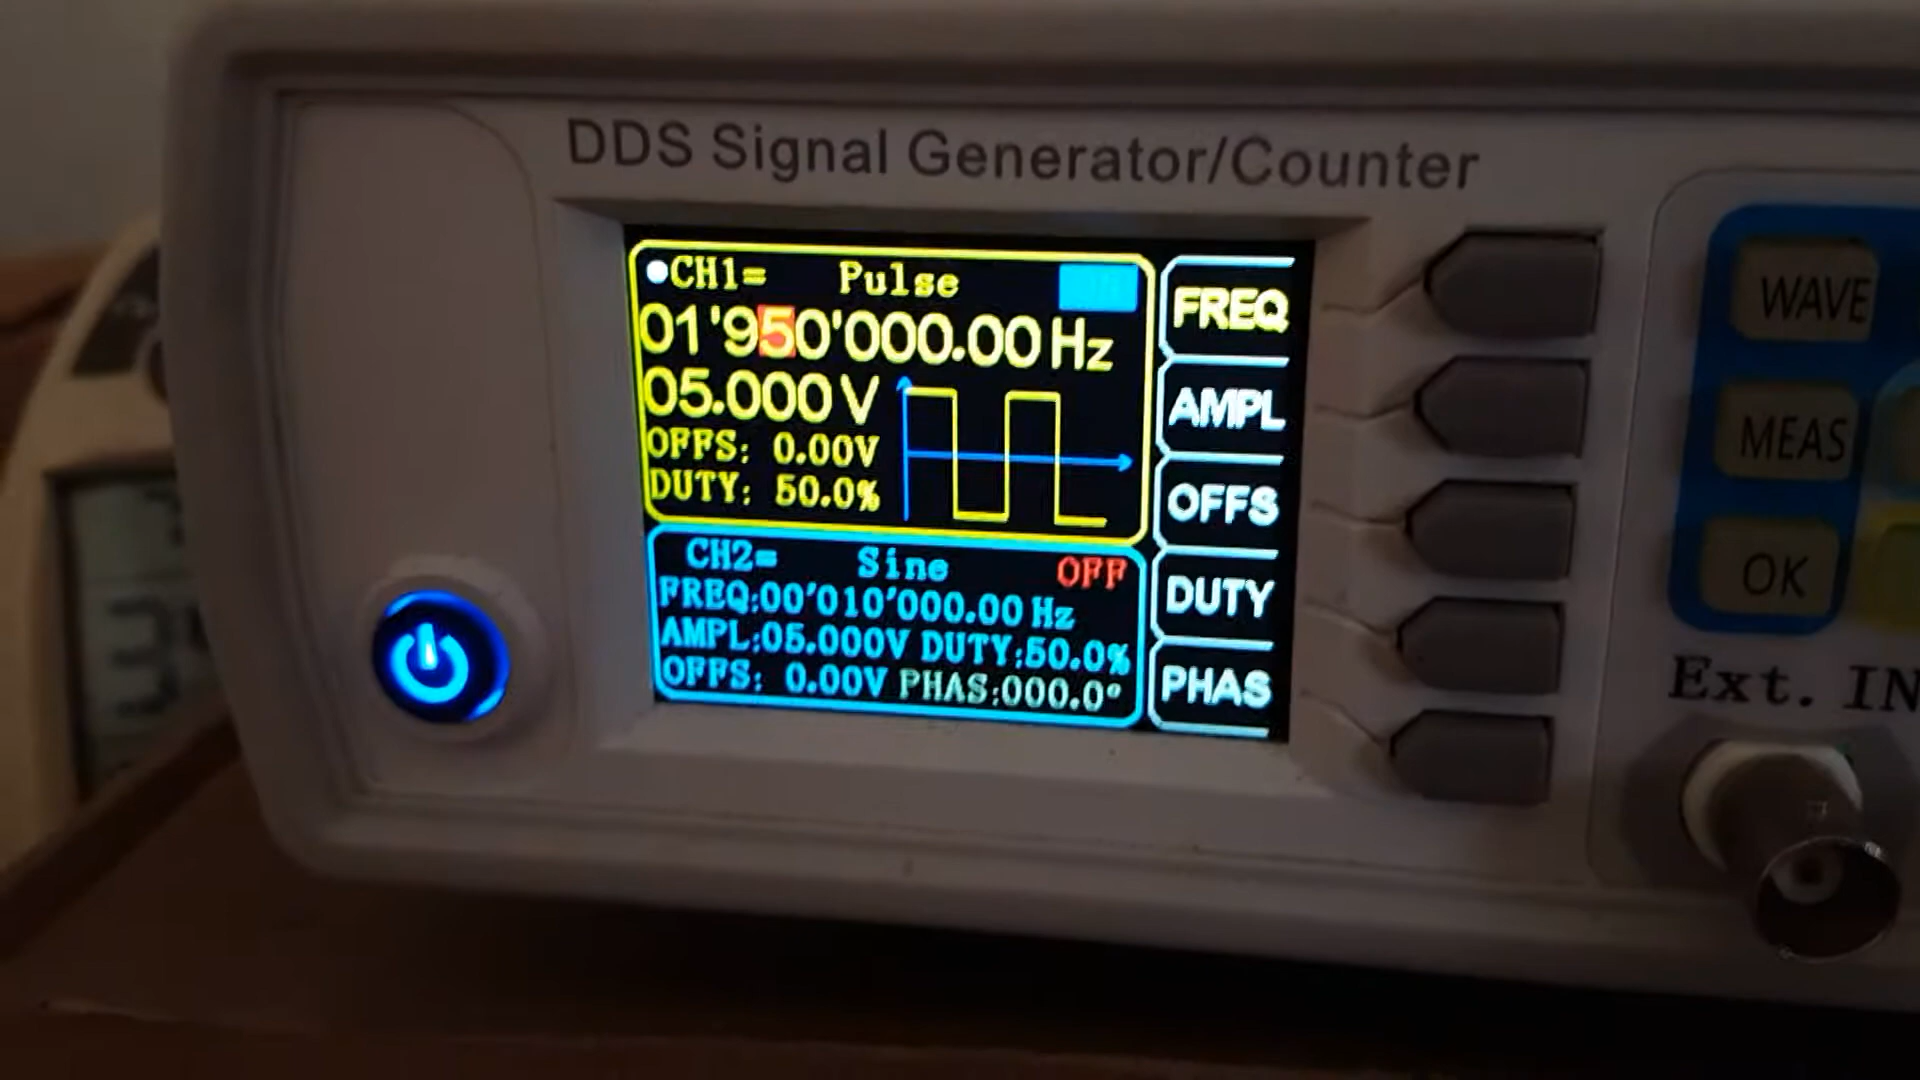 DDS Signal Generator/Counter
CH1= Pulse
01'950'000.00 Hz
05.000 V
OFFS: 0.00V
DUTY: 50.0%
CH2= Sine OFF
FREQ:00'010'000.00 Hz
AMPL:05.000V DUTY:50.0%
OFFS: 0.00V PHAS:000.0°
FREQ
AMPL
OFFS
DUTY
PHAS
WAVE
MEAS
OK
Ext. IN